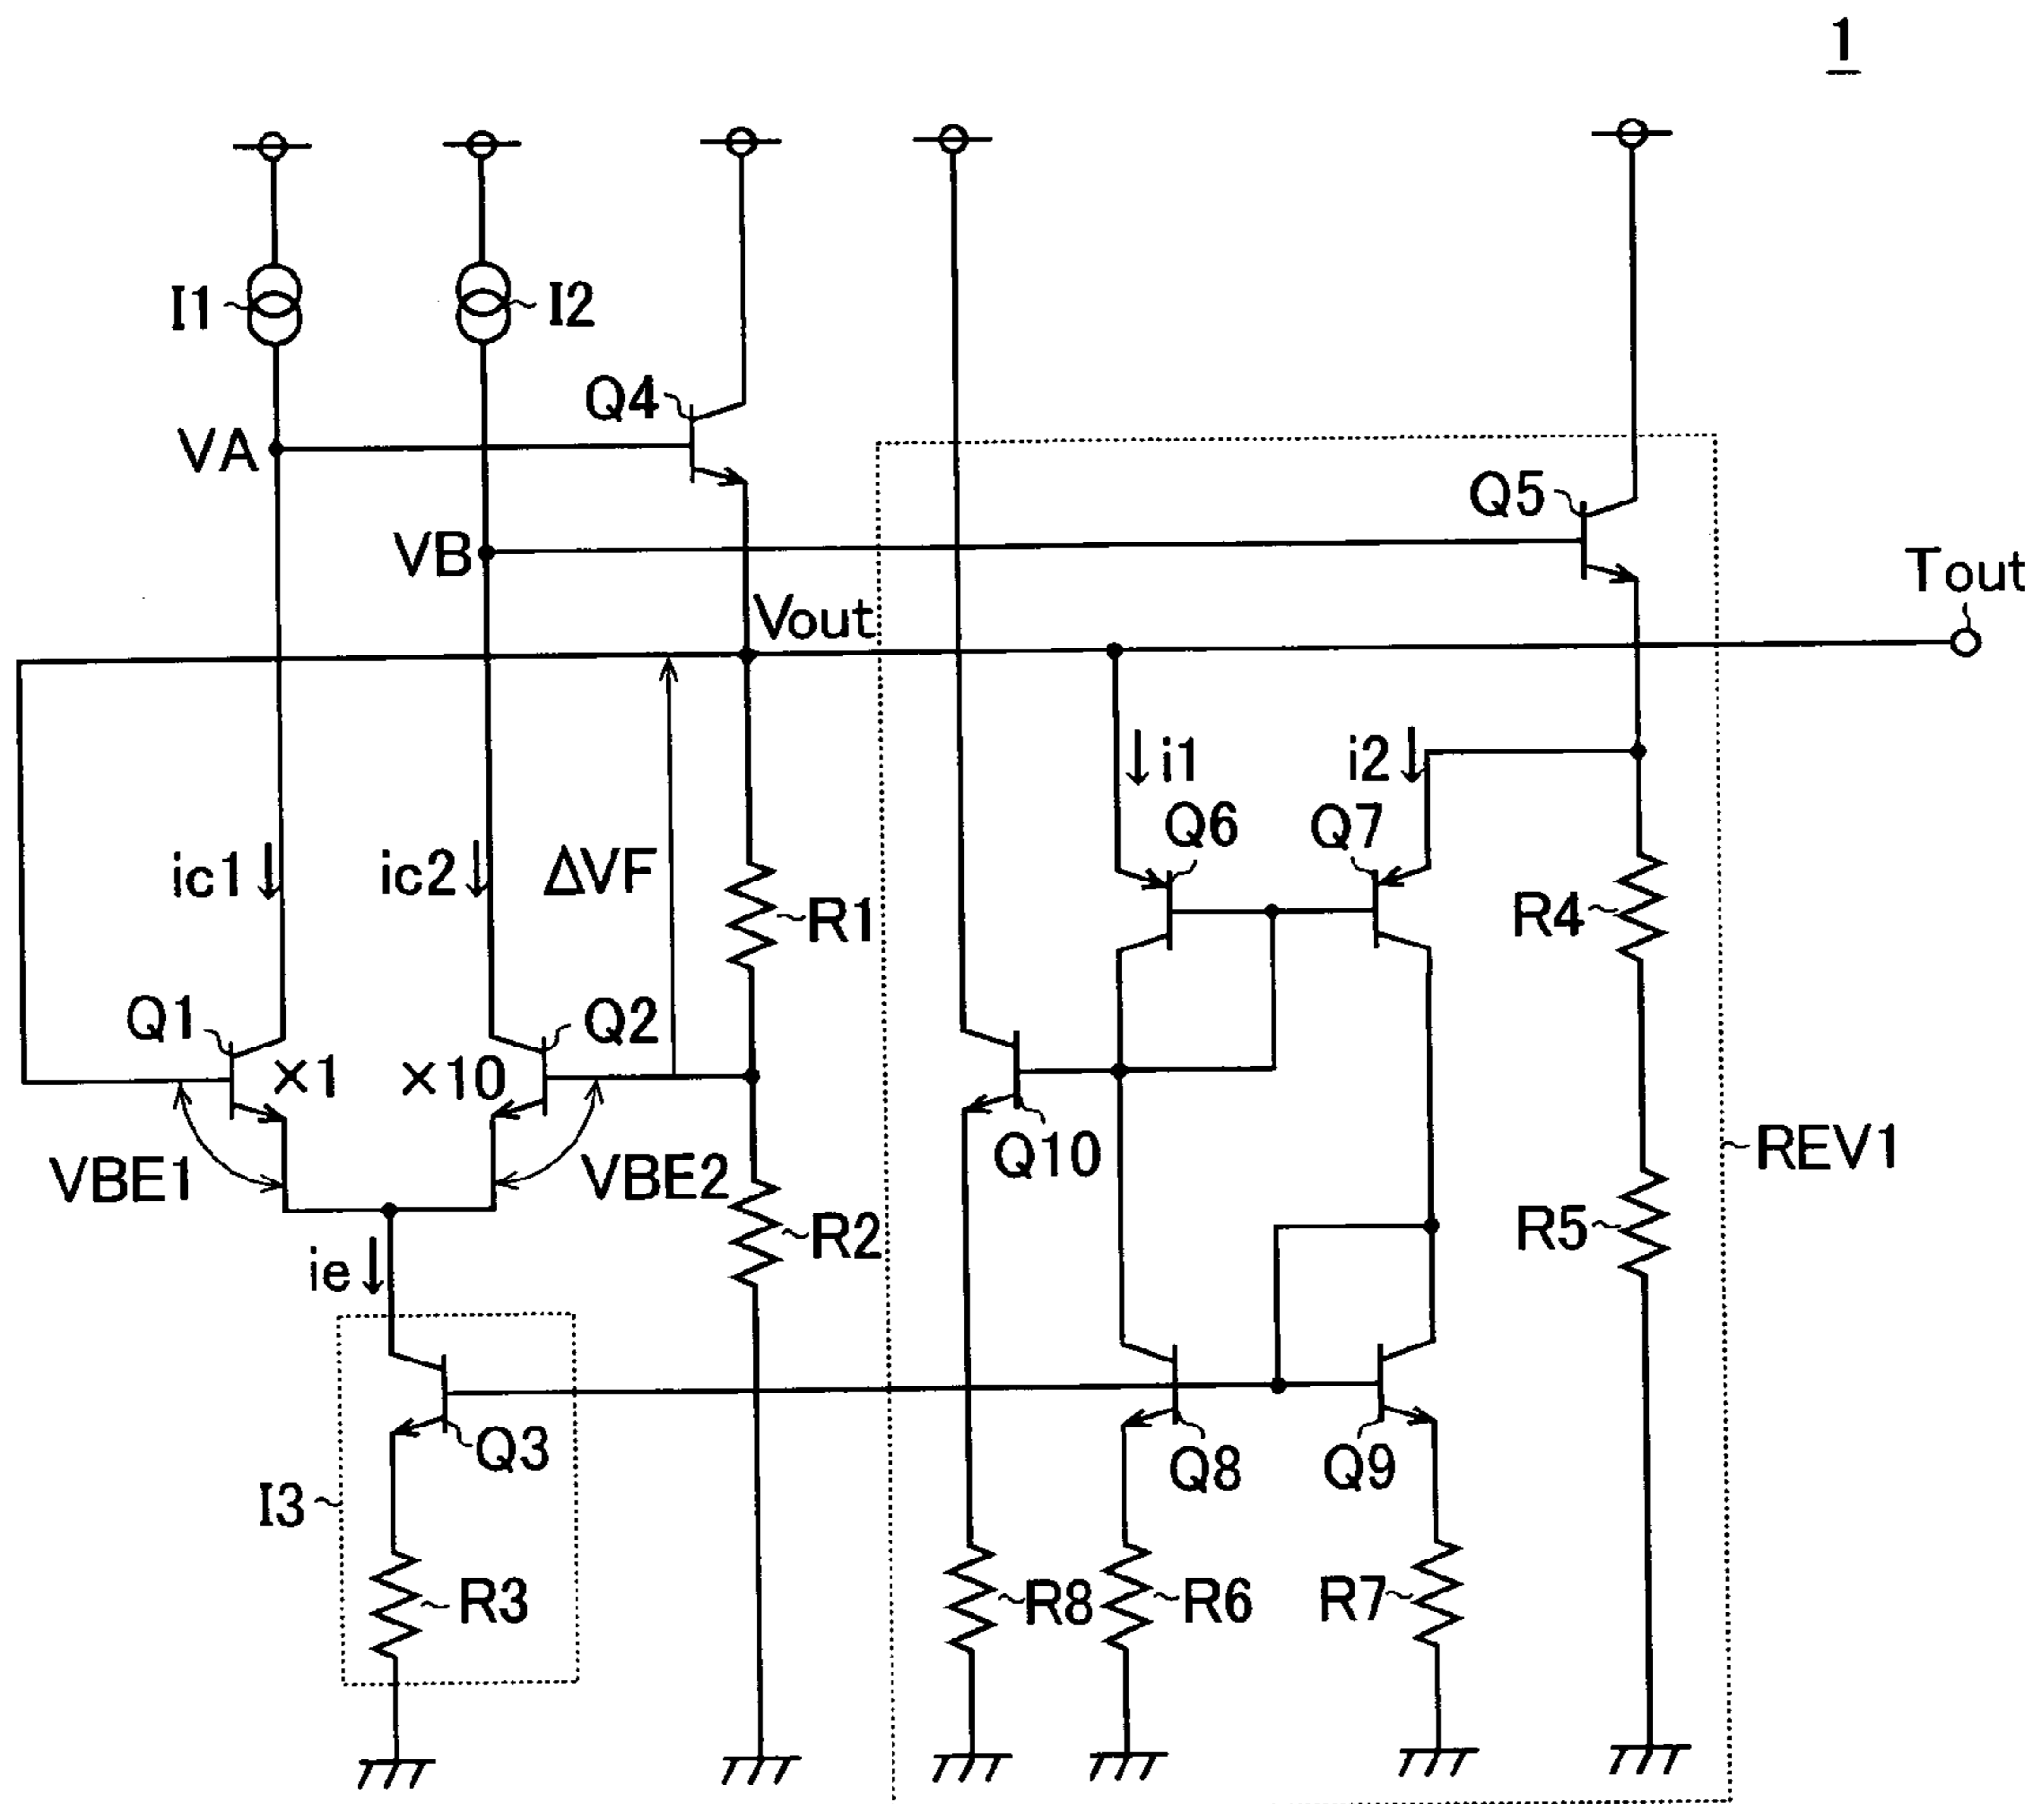 1
I1
I2
Q4
VA
Q5
VB
Tout
Vout
i1
i2
Q6
Q7
ic1
ic2
ΔVF
R1
R4
Q1
×1
×10
Q2
Q10
REV1
VBE1
VBE2
R2
R5
ie
Q3
Q8
Q9
I3
R3
R8
R6
R7